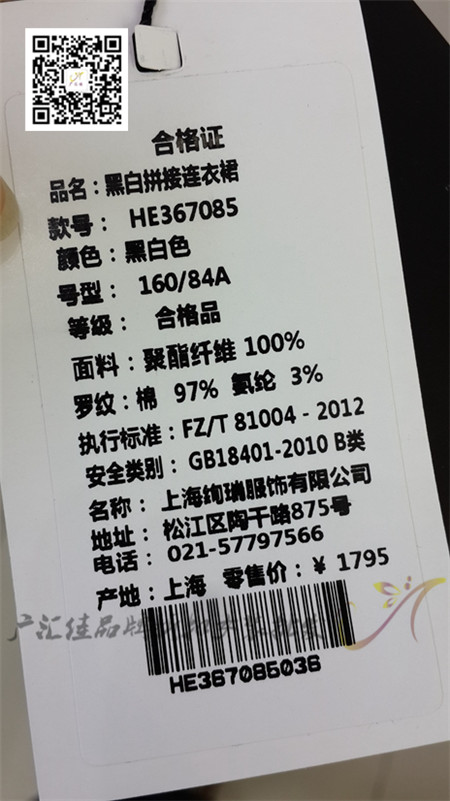 合格证
品名：黑白拼接连衣裙
款号： HE367085
颜色：黑白色
号型： 160/84A
等级： 合格品
面料：聚酯纤维 100%
罗纹：棉 97% 氨纶 3%
执行标准：FZ/T 81004 - 2012
安全类别： GB18401-2010 B类
名称： 上海绚瑞服饰有限公司
地址： 松江区陶干路875号
电话： 021-57797566
产地：上海 零售价：¥ 1795
广汇佳品牌
HE367085036